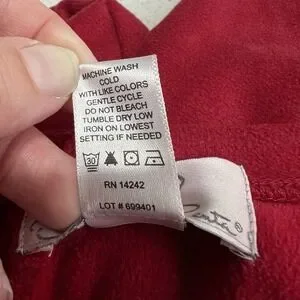 MACHINE WASH
COLD
WITH LIKE COLORS
GENTLE CYCLE
DO NOT BLEACH
TUMBLE DRY LOW
IRON ON LOWEST
SETTING IF NEEDED
30
RN 14242
LOT # 699401